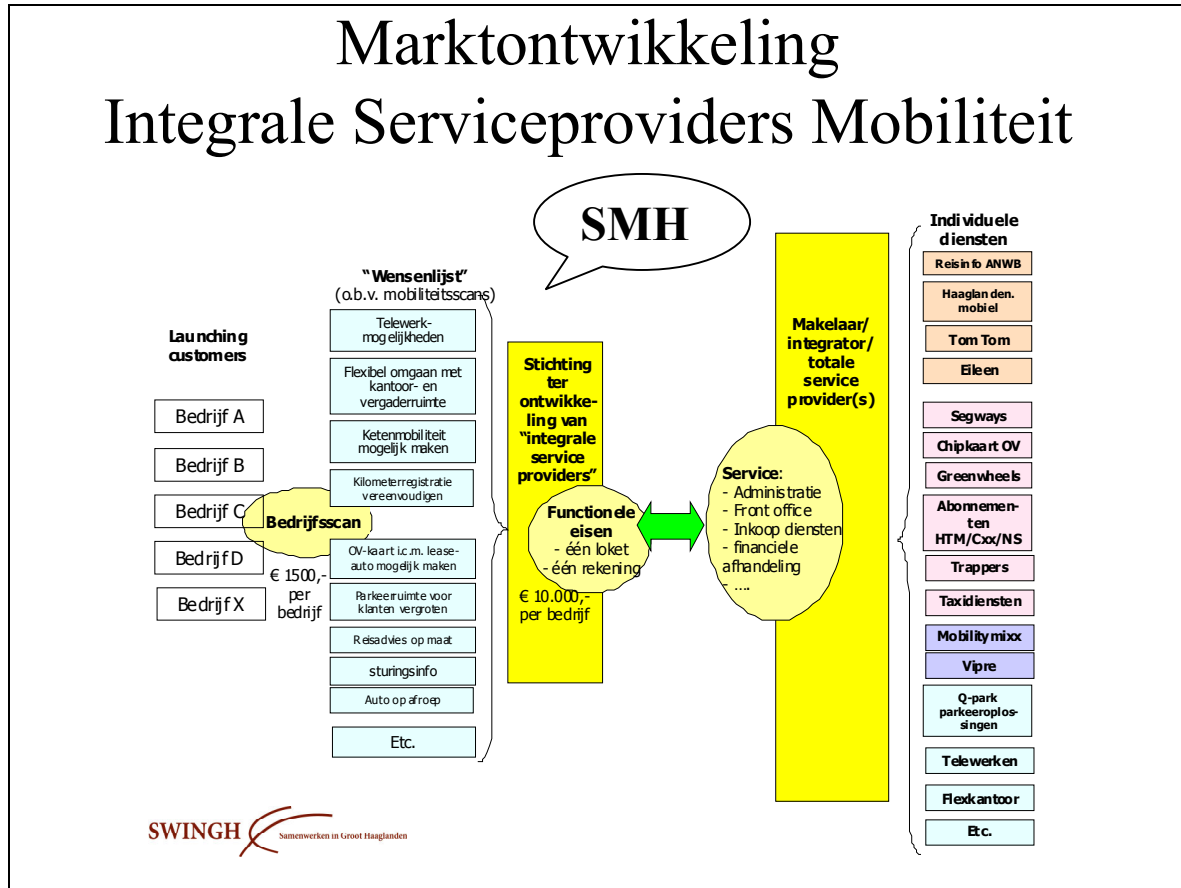 Marktontwikkeling
Integrale Serviceproviders Mobiliteit
SMH
Launching
customers
Bedrijf A
Bedrijf B
Bedrijf C
Bedrijf D
Bedrijf X
Bedrijfsscan
€ 1500,-
per
bedrijf
“Wensenlijst”
(o.b.v. mobiliteitsscans)
Telewerk-
mogelijkheden
Flexibel omgaan met
kantoor- en
vergaderruimte
Ketenmobiliteit
mogelijk maken
Kilometerregistratie
vereenvoudigen
OV-kaart i.c.m. lease-
auto mogelijk maken
Parkeerruimte voor
klanten vergroten
Reisadvies op maat
sturingsinfo
Auto op afroep
Etc.
Stichting
ter
ontwikke-
ling van
“integrale
service
providers”
Functionele
eisen
- één loket
- één rekening
€ 10.000,-
per bedrijf
Makelaar/
integrator/
totale
service
provider(s)
Service:
- Administratie
- Front office
- Inkoop diensten
- financiele
afhandeling
- ....
Individuele
diensten
Reisinfo ANWB
Haaglanden.
mobiel
Tom Tom
Eileen
Segways
Chipkaart OV
Greenwheels
Abonnemen-
ten
HTM/Cxx/NS
Trappers
Taxidiensten
Mobilitymixx
Vipre
Q-park
parkeeroplos-
singen
Telewerken
Flexkantoor
Etc.
SWINGH
Samenwerken in Groot Haaglanden